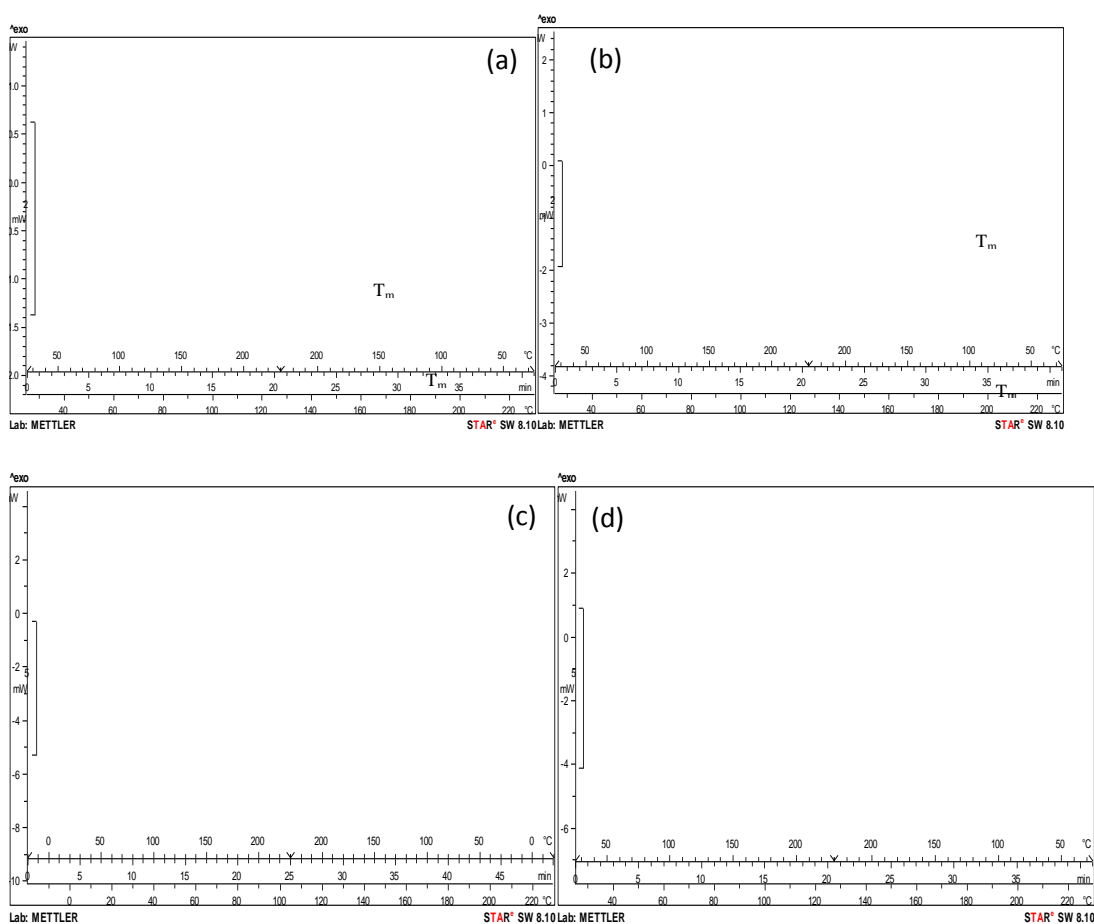 ^exo
W
(a)
1.0
0.5
0.0
2
mW
0.5
1.0
Tm
1.5
50 100 150 200 200 150 100 50 °C
2.0
Tm
0 5 10 15 20 25 30 35 min
40 60 80 100 120 140 160 180 200 220 °C
Lab: METTLER STARe SW 8.10
^exo
W
(b)
2
1
0
2
mW
Tm
-2
-3
50 100 150 200 200 150 100 50 °C
-4
0 5 10 15 20 25 30 35 min
Tm
40 60 80 100 120 140 160 180 200 220 °C
Lab: METTLER STARe SW 8.10
^exo
W
(c)
2
0
-2
5
mW
-4
-6
-8
0 50 100 150 200 200 150 100 50 0 °C
-10
0 5 10 15 20 25 30 35 40 45 min
0 20 40 60 80 100 120 140 160 180 200 220 °C
Lab: METTLER STARe SW 8.10
^exo
W
(d)
2
0
5
mW
-2
-4
-6
50 100 150 200 200 150 100 50 °C
0 5 10 15 20 25 30 35 min
40 60 80 100 120 140 160 180 200 220 °C
Lab: METTLER STARe SW 8.10